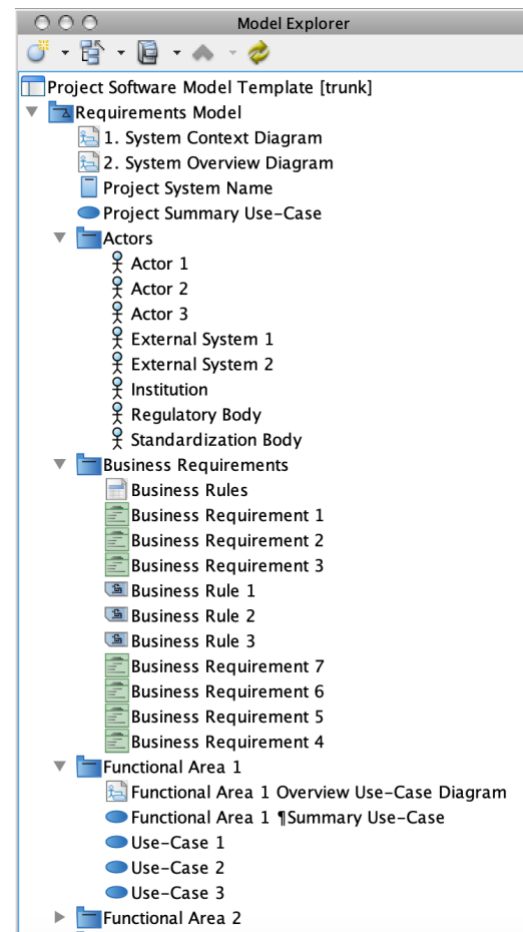 Model Explorer
Project Software Model Template [trunk]
Requirements Model
1. System Context Diagram
2. System Overview Diagram
Project System Name
Project Summary Use-Case
Actors
Actor 1
Actor 2
Actor 3
External System 1
External System 2
Institution
Regulatory Body
Standardization Body
Business Requirements
Business Rules
Business Requirement 1
Business Requirement 2
Business Requirement 3
Business Rule 1
Business Rule 2
Business Rule 3
Business Requirement 7
Business Requirement 6
Business Requirement 5
Business Requirement 4
Functional Area 1
Functional Area 1 Overview Use-Case Diagram
Functional Area 1 ¶Summary Use-Case
Use-Case 1
Use-Case 2
Use-Case 3
Functional Area 2